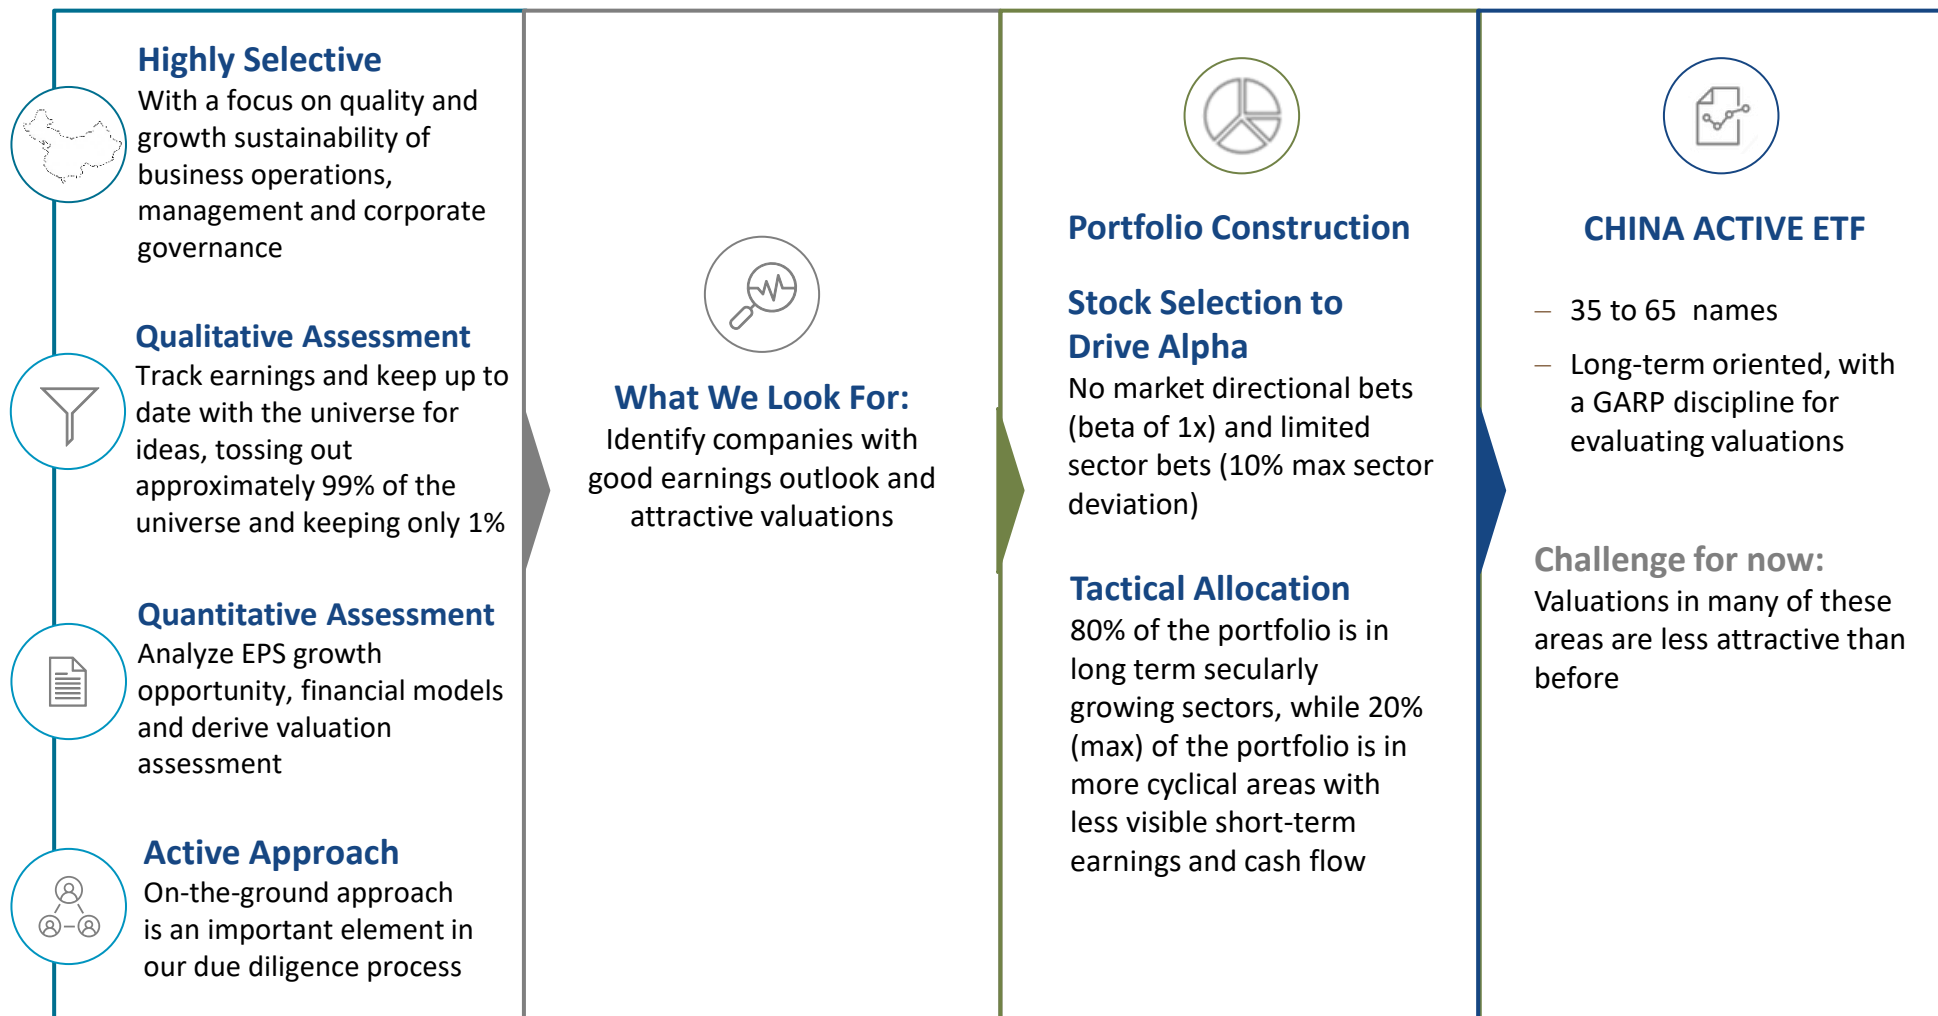 Highly Selective
With a focus on quality and
growth sustainability of
business operations,
management and corporate
governance
Qualitative Assessment
Track earnings and keep up to
date with the universe for
ideas, tossing out
approximately 99% of the
universe and keeping only 1%
Quantitative Assessment
Analyze EPS growth
opportunity, financial models
and derive valuation
assessment
Active Approach
On-the-ground approach
is an important element in
our due diligence process
What We Look For:
Identify companies with
good earnings outlook and
attractive valuations
Portfolio Construction
Stock Selection to
Drive Alpha
No market directional bets
(beta of 1x) and limited
sector bets (10% max sector
deviation)
Tactical Allocation
80% of the portfolio is in
long term secularly
growing sectors, while 20%
(max) of the portfolio is in
more cyclical areas with
less visible short-term
earnings and cash flow
CHINA ACTIVE ETF
– 35 to 65 names
– Long-term oriented, with
a GARP discipline for
evaluating valuations
Challenge for now:
Valuations in many of these
areas are less attractive than
before